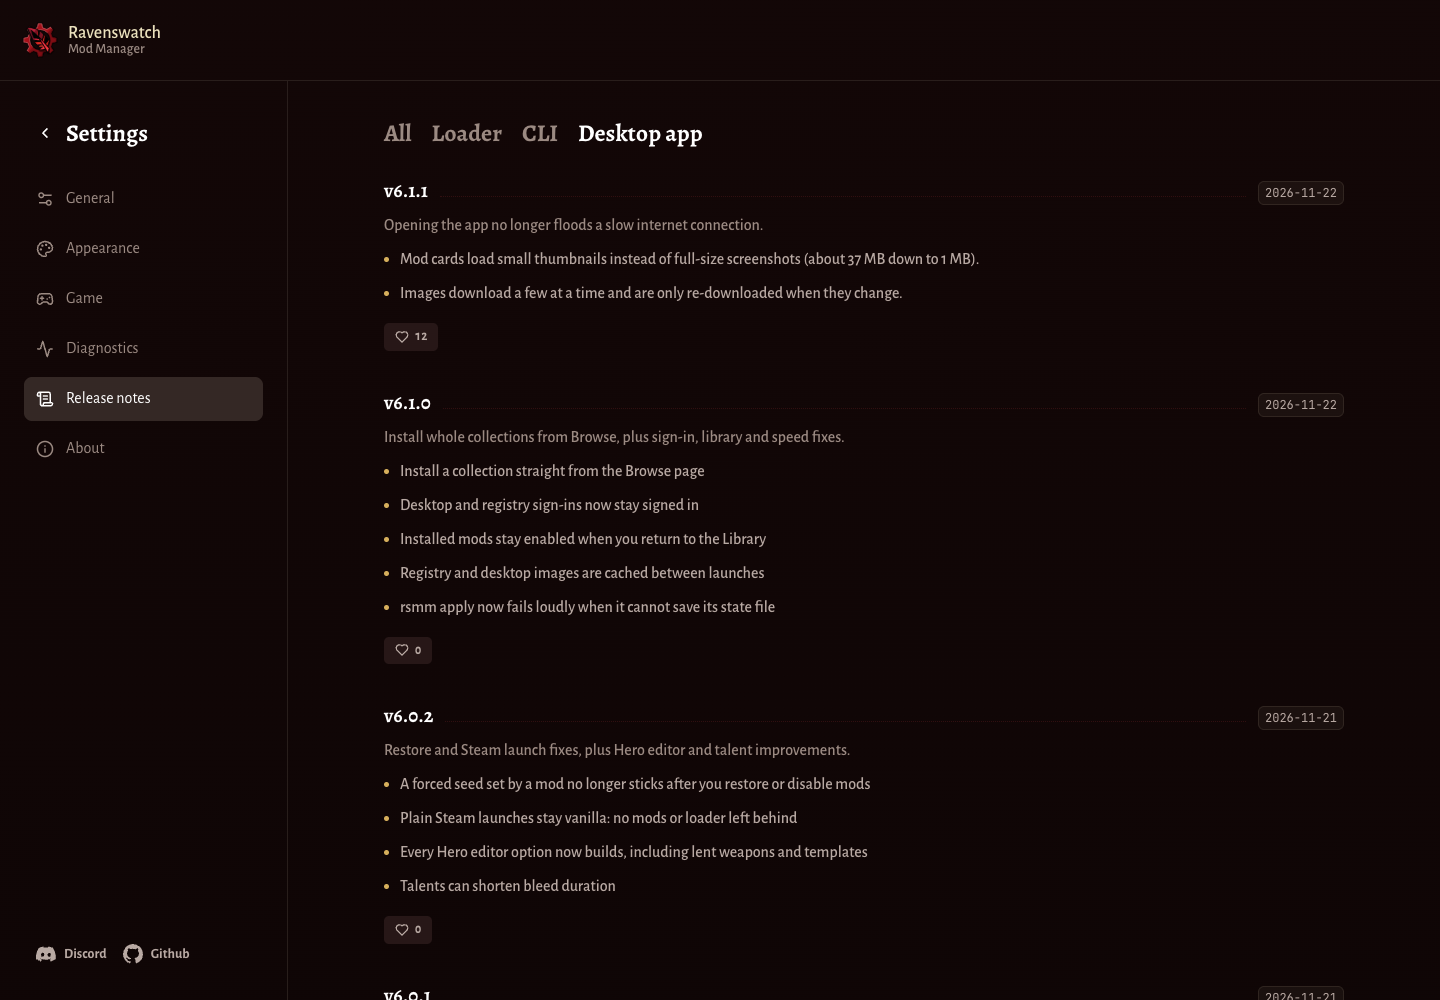 Ravenswatch
Mod Manager
Settings
General
Appearance
Game
Diagnostics
Release notes
About
Discord Github
All Loader CLI Desktop app
v6.1.1 2026-11-22
Opening the app no longer floods a slow internet connection.
Mod cards load small thumbnails instead of full-size screenshots (about 37 MB down to 1 MB).
Images download a few at a time and are only re-downloaded when they change.
12
v6.1.0 2026-11-22
Install whole collections from Browse, plus sign-in, library and speed fixes.
Install a collection straight from the Browse page
Desktop and registry sign-ins now stay signed in
Installed mods stay enabled when you return to the Library
Registry and desktop images are cached between launches
rsmm apply now fails loudly when it cannot save its state file
0
v6.0.2 2026-11-21
Restore and Steam launch fixes, plus Hero editor and talent improvements.
A forced seed set by a mod no longer sticks after you restore or disable mods
Plain Steam launches stay vanilla: no mods or loader left behind
Every Hero editor option now builds, including lent weapons and templates
Talents can shorten bleed duration
0
v6.0.1 2026-11-21